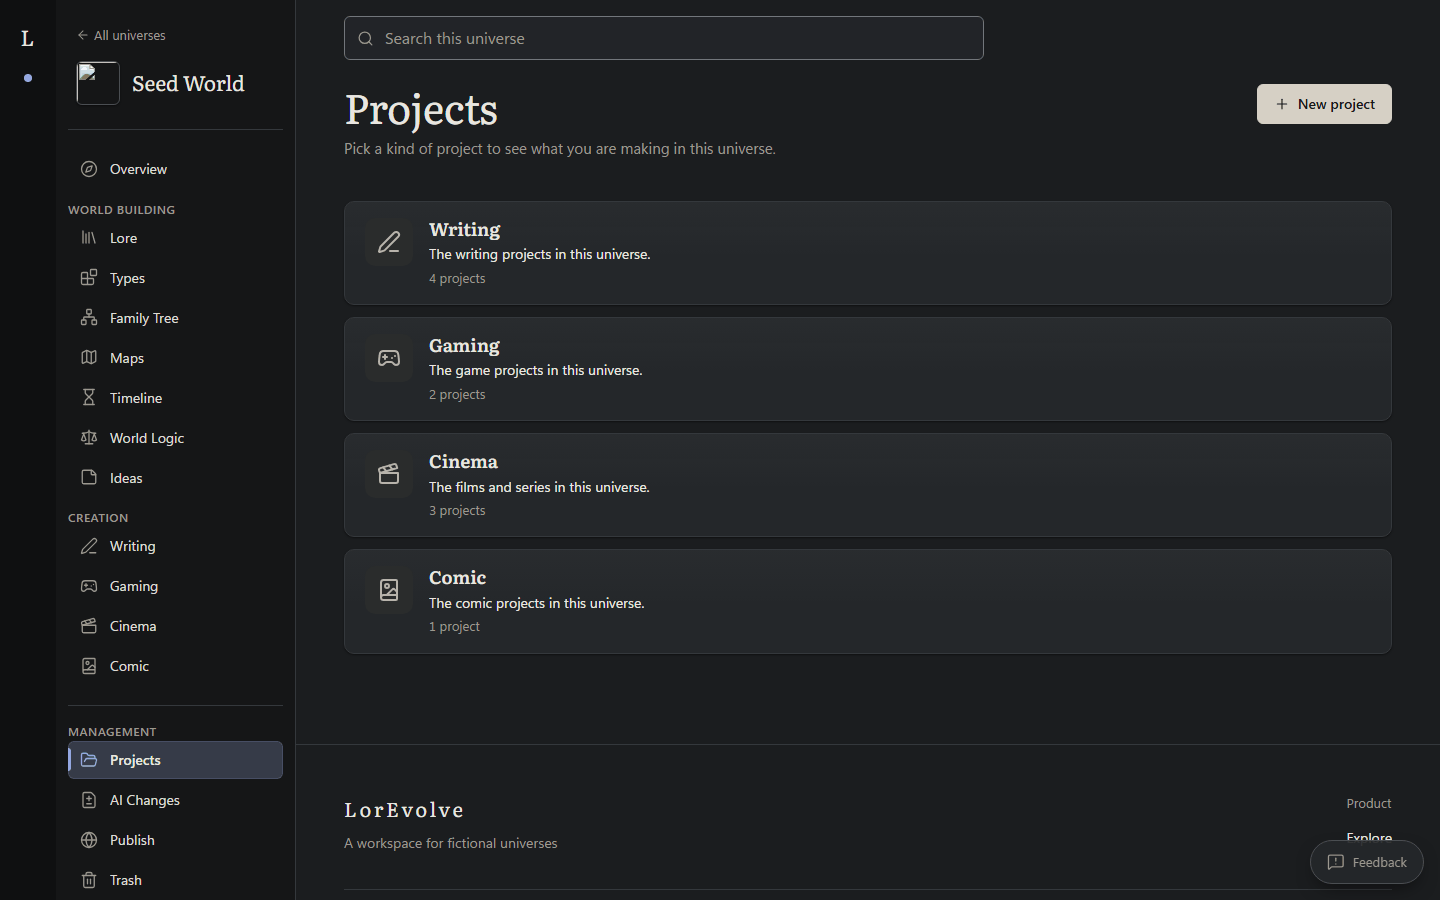 L
All universes
Seed World
Overview
WORLD BUILDING
Lore
Types
Family Tree
Maps
Timeline
World Logic
Ideas
CREATION
Writing
Gaming
Cinema
Comic
MANAGEMENT
Projects
AI Changes
Publish
Trash
Search this universe
Projects
New project
Pick a kind of project to see what you are making in this universe.
Writing
The writing projects in this universe.
4 projects
Gaming
The game projects in this universe.
2 projects
Cinema
The films and series in this universe.
3 projects
Comic
The comic projects in this universe.
1 project
LorEvolve
A workspace for fictional universes
Product
Explore
Feedback